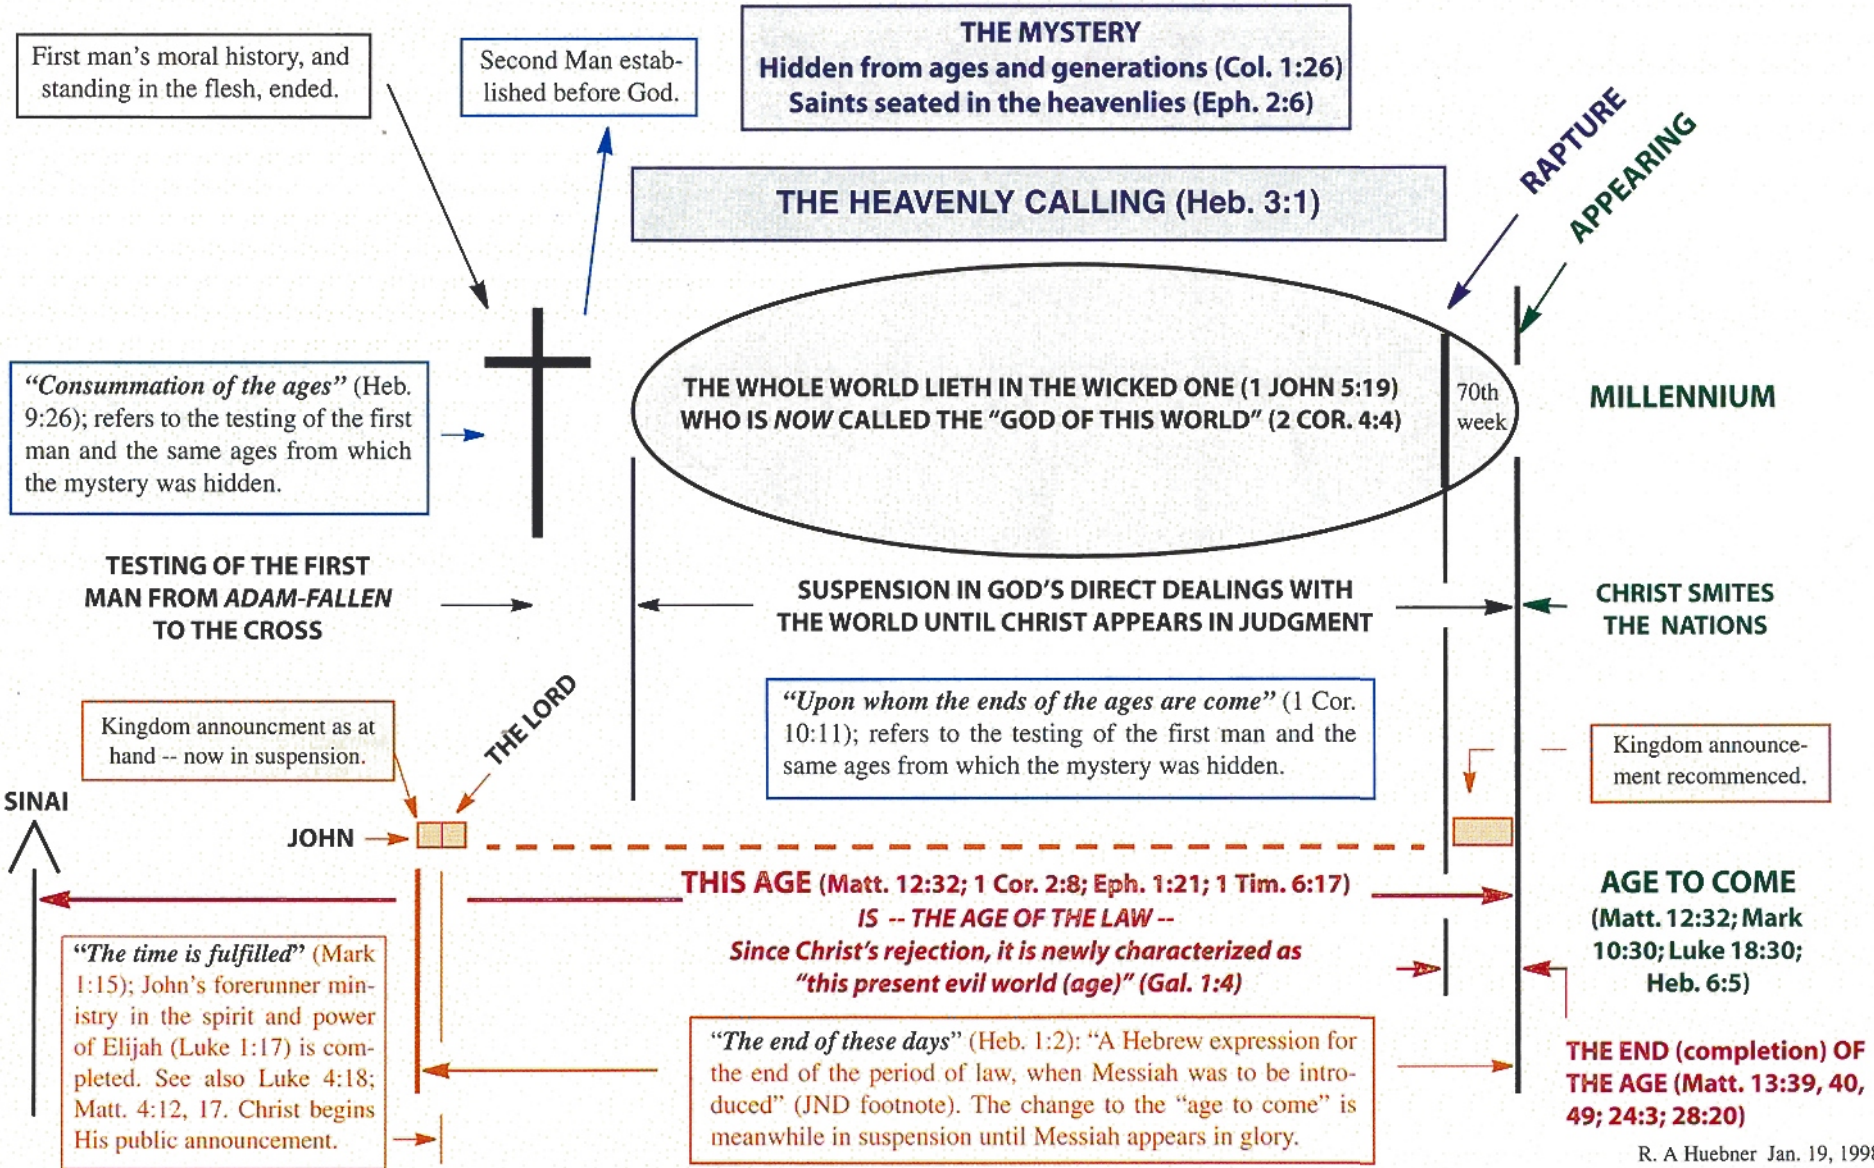 THE MYSTERY
Hidden from ages and generations (Col. 1:26)
Saints seated in the heavenlies (Eph. 2:6)
First man's moral history, and
standing in the flesh, ended.
Second Man estab-
lished before God.
RAPTURE
APPEARING
THE HEAVENLY CALLING (Heb. 3:1)
"Consummation of the ages" (Heb.
9:26); refers to the testing of the first
man and the same ages from which
the mystery was hidden.
THE WHOLE WORLD LIETH IN THE WICKED ONE (1 JOHN 5:19)
WHO IS NOW CALLED THE "GOD OF THIS WORLD" (2 COR. 4:4)
70th
week
MILLENNIUM
TESTING OF THE FIRST
MAN FROM ADAM-FALLEN
TO THE CROSS
SUSPENSION IN GOD'S DIRECT DEALINGS WITH
THE WORLD UNTIL CHRIST APPEARS IN JUDGMENT
CHRIST SMITES
THE NATIONS
Kingdom announcment as at
hand -- now in suspension.
THE LORD
"Upon whom the ends of the ages are come" (1 Cor.
10:11); refers to the testing of the first man and the
same ages from which the mystery was hidden.
Kingdom announce-
ment recommenced.
SINAI
JOHN
THIS AGE (Matt. 12:32; 1 Cor. 2:8; Eph. 1:21; 1 Tim. 6:17)
IS -- THE AGE OF THE LAW --
Since Christ's rejection, it is newly characterized as
"this present evil world (age)" (Gal. 1:4)
AGE TO COME
(Matt. 12:32; Mark
10:30; Luke 18:30;
Heb. 6:5)
"The time is fulfilled" (Mark
1:15); John's forerunner min-
istry in the spirit and power
of Elijah (Luke 1:17) is com-
pleted. See also Luke 4:18;
Matt. 4:12, 17. Christ begins
His public announcement.
"The end of these days" (Heb. 1:2): "A Hebrew expression for
the end of the period of law, when Messiah was to be intro-
duced" (JND footnote). The change to the "age to come" is
meanwhile in suspension until Messiah appears in glory.
THE END (completion) OF
THE AGE (Matt. 13:39, 40,
49; 24:3; 28:20)
R. A Huebner Jan. 19,